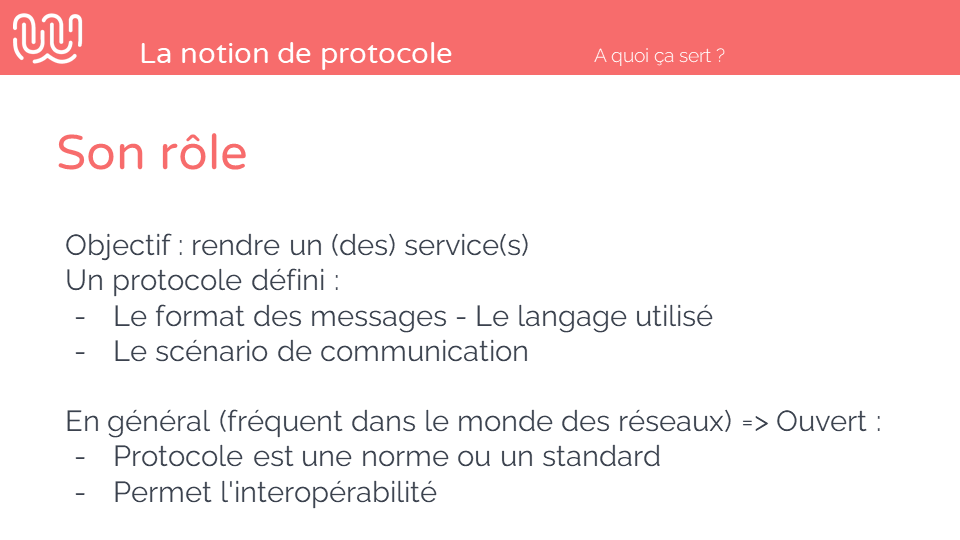 La notion de protocole
A quoi ça sert ?
Son rôle
Objectif : rendre un (des) service(s)
Un protocole défini :
- Le format des messages - Le langage utilisé
- Le scénario de communication
En général (fréquent dans le monde des réseaux) => Ouvert :
- Protocole est une norme ou un standard
- Permet l'interopérabilité